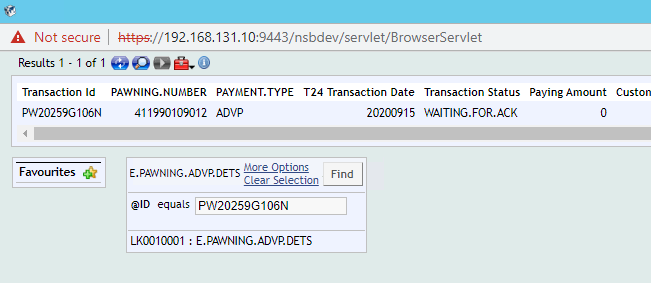 Not secure | https://192.168.131.10:9443/nsbdev/servlet/BrowserServlet
Results 1 - 1 of 1
Transaction Id PAWNING.NUMBER PAYMENT.TYPE T24 Transaction Date Transaction Status Paying Amount Custom
PW20259G106N 411990109012 ADVP 20200915 WAITING.FOR.ACK 0
Favourites
E.PAWNING.ADVP.DETS More Options Find
Clear Selection
@ID equals PW20259G106N
LK0010001 : E.PAWNING.ADVP.DETS